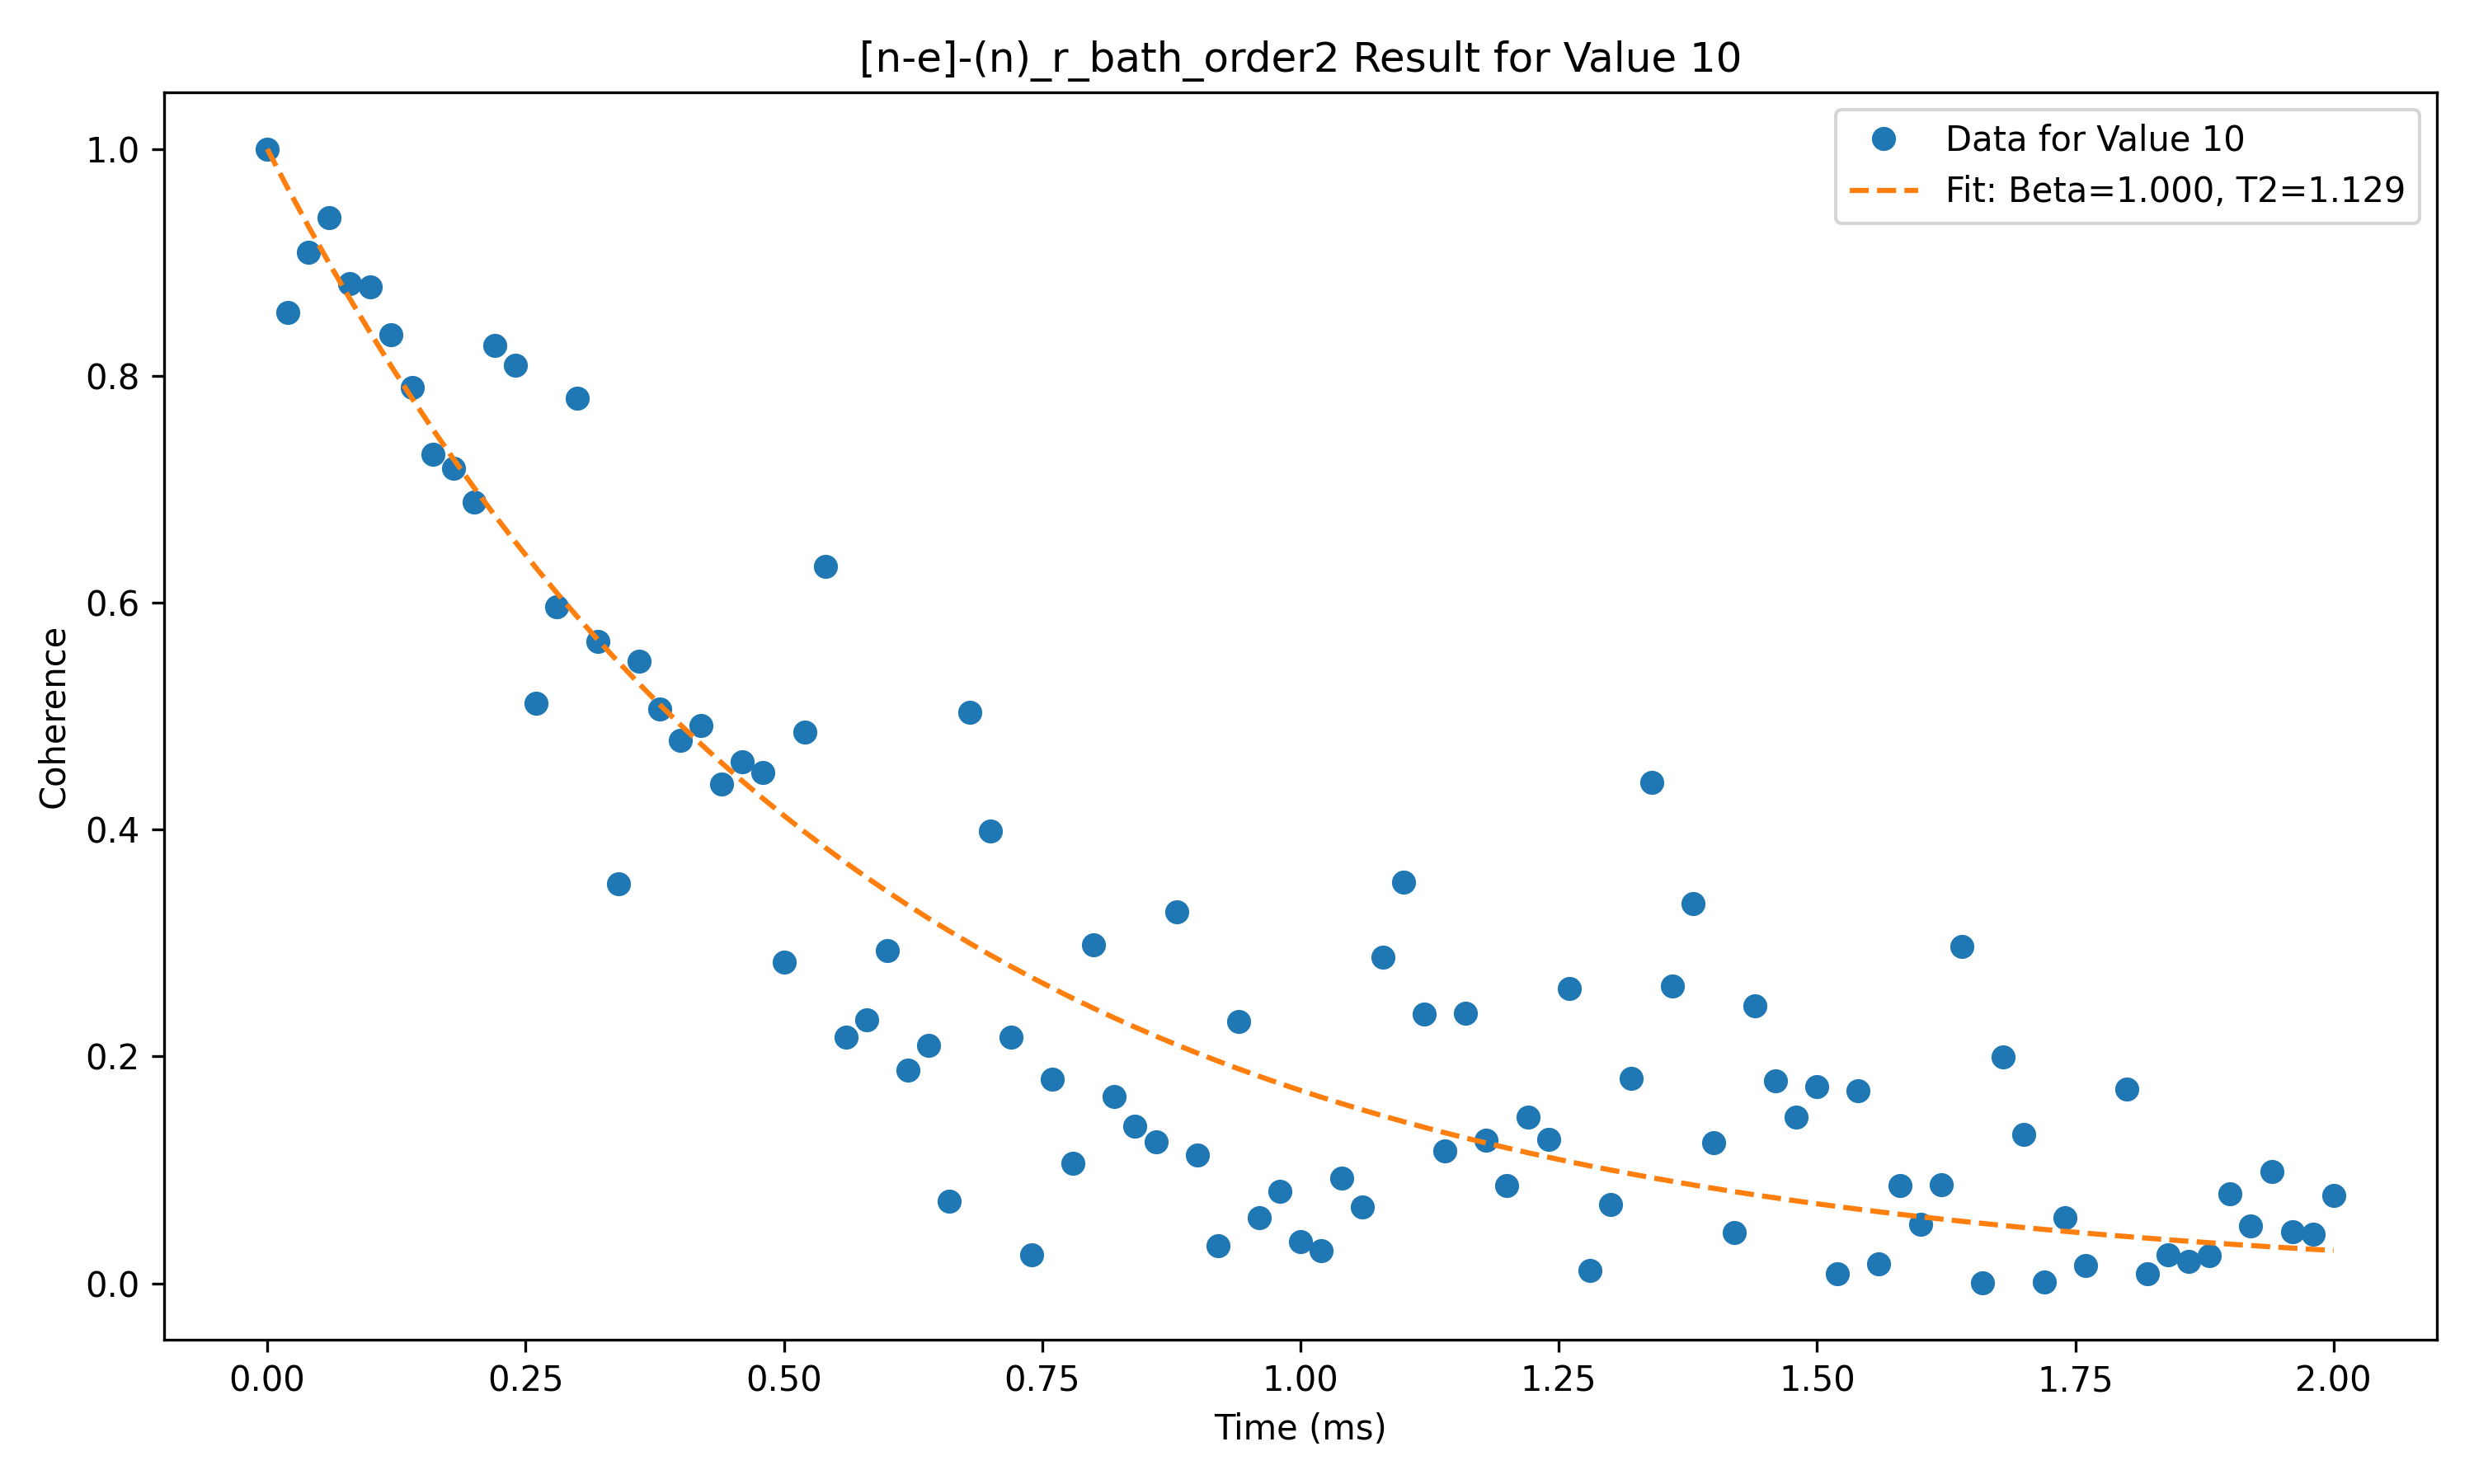 [n-e]-(n)_r_bath_order2 Result for Value 10
Data for Value 10
Fit: Beta=1.000, T2=1.129
Coherence
1.0
0.8
0.6
0.4
0.2
0.0
0.00 0.25 0.50 0.75 1.00 1.25 1.50 1.75 2.00
Time (ms)